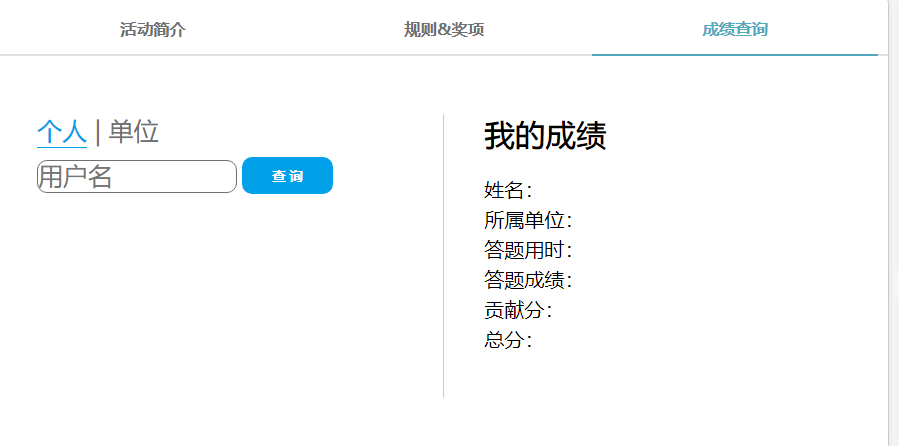 活动简介 规则&奖项 成绩查询
个人 | 单位
用户名 查询
我的成绩
姓名：
所属单位：
答题用时：
答题成绩：
贡献分：
总分：